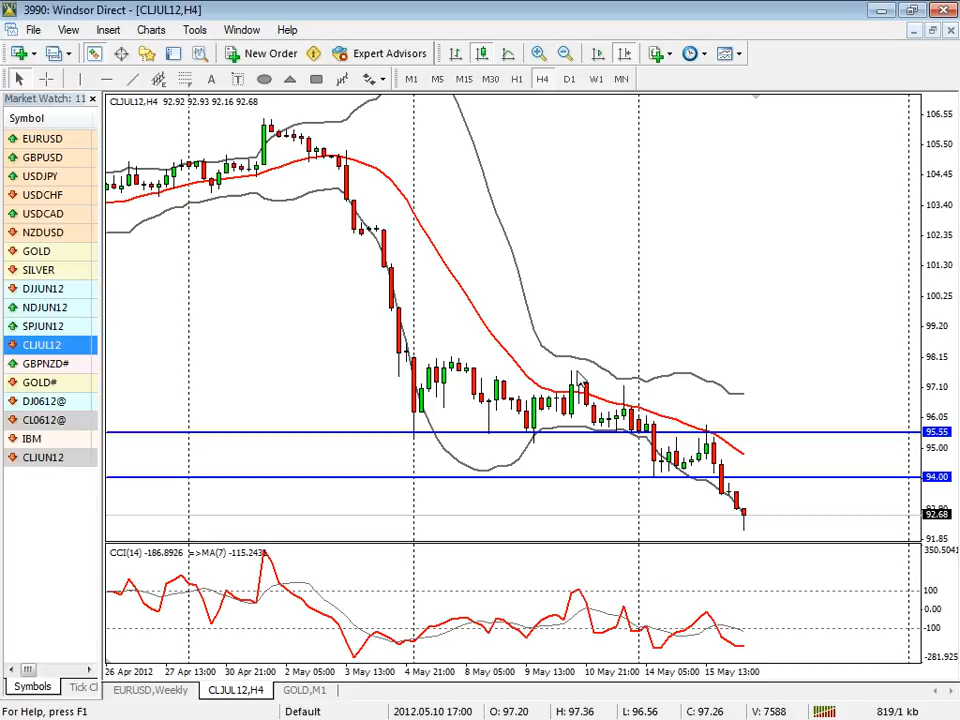 3990: Windsor Direct - [CLJUL12,H4]
File View Insert Charts Tools Window Help
New Order Expert Advisors
A T M1 M5 M15 M30 H1 H4 D1 W1 MN
Market Watch: 11
Symbol
EURUSD
GBPUSD
USDJPY
USDCHF
USDCAD
NZDUSD
GOLD
SILVER
DJJUN12
NDJUN12
SPJUN12
CLJUL12
GBPNZD#
GOLD#
DJ0612@
CL0612@
IBM
CLJUN12
Symbols Tick Cl
CLJUL12,H4 92.92 92.93 92.16 92.68
106.55
105.50
104.45
103.40
102.35
101.30
100.25
99.20
98.15
97.10
96.05
95.55
95.00
94.00
92.68
91.85
CCI(14) -186.8926 =>MA(7) -115.2431
350.5041
100
0.00
-100
-281.925
26 Apr 2012 27 Apr 13:00 30 Apr 21:00 2 May 05:00 3 May 13:00 4 May 21:00 8 May 05:00 9 May 13:00 10 May 21:00 14 May 05:00 15 May 13:00
EURUSD,Weekly CLJUL12,H4 GOLD,M1
For Help, press F1 Default 2012.05.10 17:00 O: 97.20 H: 97.36 L: 96.56 C: 97.26 V: 7588 819/1 kb